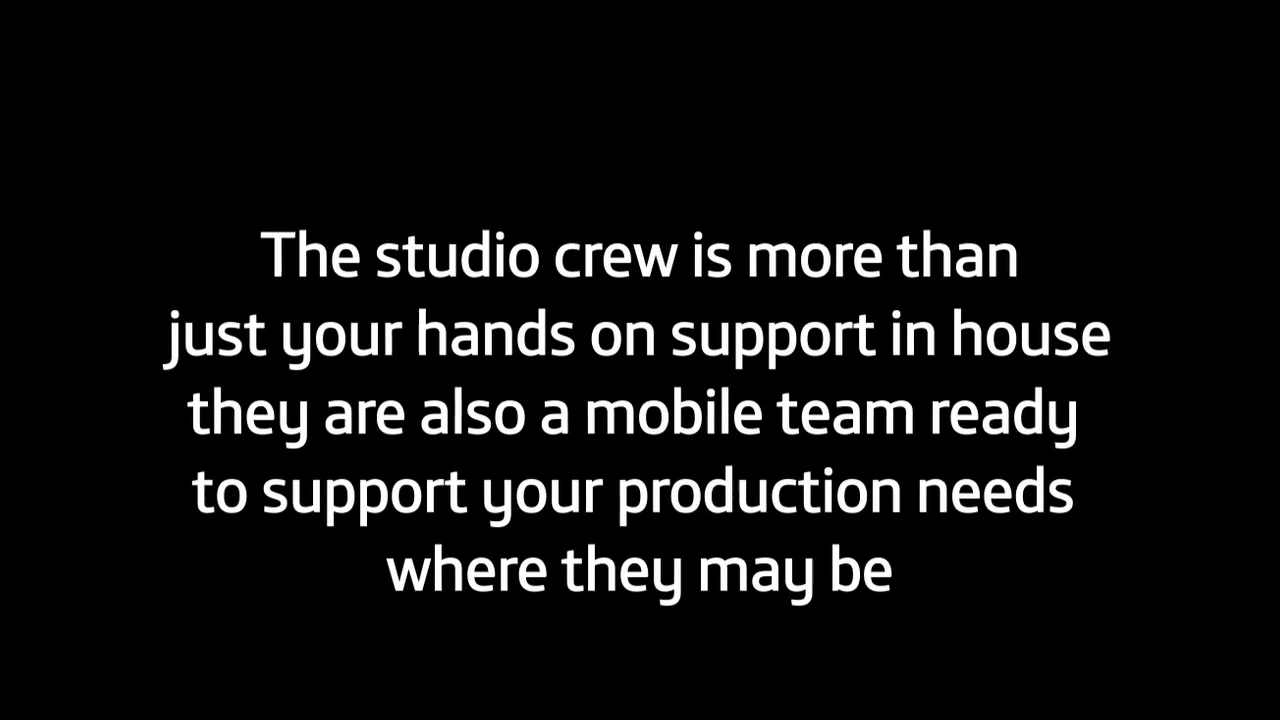 The studio crew is more than
just your hands on support in house
they are also a mobile team ready
to support your production needs
where they may be